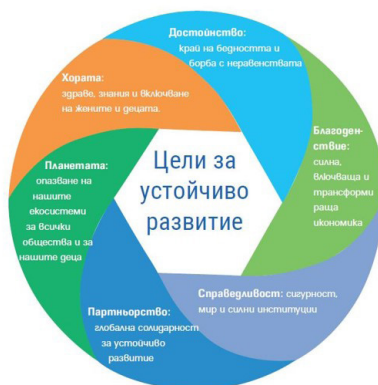 Достойнство:
край на бедността и
борба с неравенствата
Хората:
здраве, знания и включване
на жените и децата.
Благоден-
ствие:
силна,
включваща и
трансформи
раща
икономика
Планетата:
опазване на
нашите
екосистеми
за всички
общества и за
нашите деца
Цели за
устойчиво
развитие
Справедливост: сигурност,
мир и силни институции
Партньорство:
глобална солидарност
за устойчиво
развитие